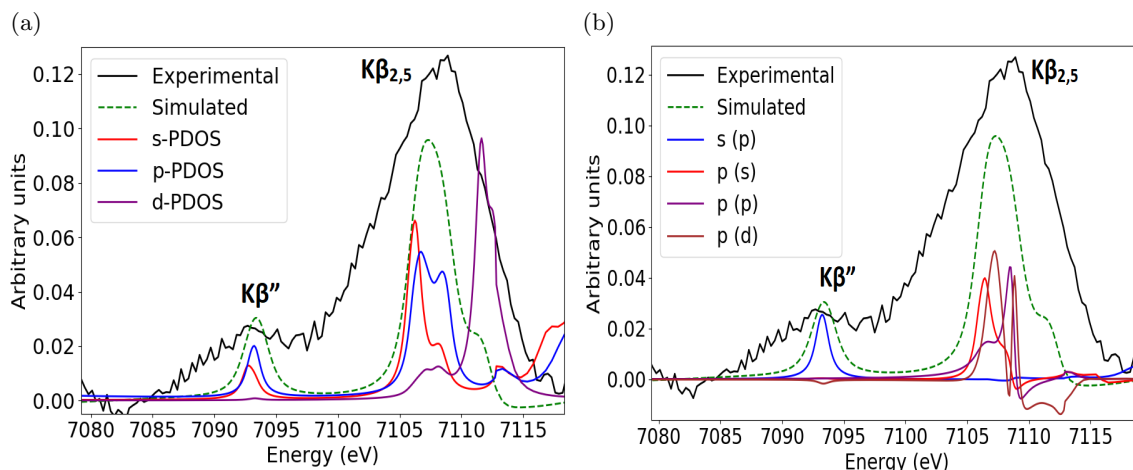 (a)
Kβ2,5
Experimental
Simulated
s-PDOS
p-PDOS
d-PDOS
Kβ”
Arbitrary units
0.12
0.10
0.08
0.06
0.04
0.02
0.00
7080 7085 7090 7095 7100 7105 7110 7115
Energy (eV)
(b)
Kβ2,5
Experimental
Simulated
s (p)
p (s)
p (p)
p (d)
Kβ”
Arbitrary units
0.12
0.10
0.08
0.06
0.04
0.02
0.00
7080 7085 7090 7095 7100 7105 7110 7115
Energy (eV)